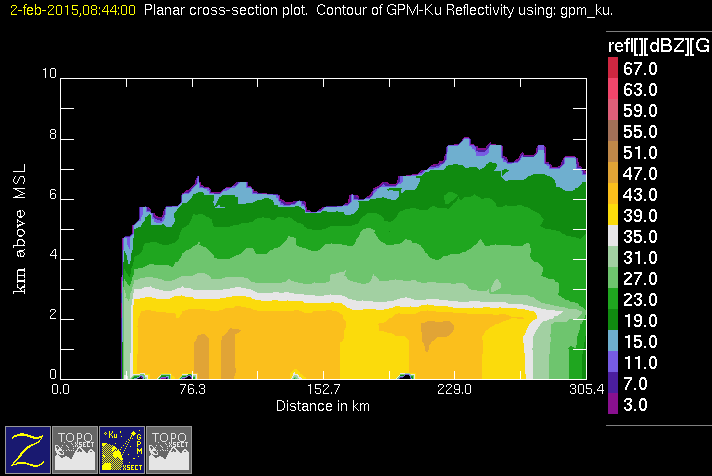 2-feb-2015,08:44:00 Planar cross-section plot. Contour of GPM-Ku Reflectivity using: gpm_ku.
refl[][dBZ][G
67.0
63.0
59.0
55.0
51.0
47.0
43.0
39.0
35.0
31.0
27.0
23.0
19.0
15.0
11.0
7.0
3.0
10
8
6
4
2
0
km above MSL
0.0 76.3 152.7 229.0 305.4
Distance in km
Z
TOPO
XSECT
Ku
GPM
XSECT
TOPO
XSECT